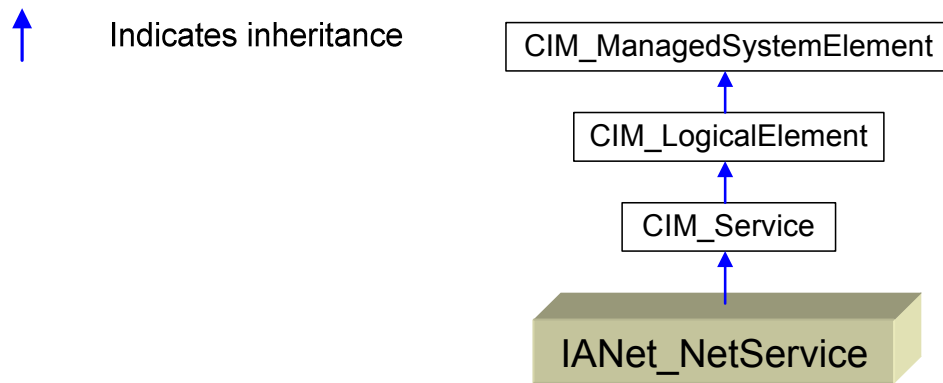 Indicates inheritance
CIM_ManagedSystemElement
CIM_LogicalElement
CIM_Service
IANet_NetService